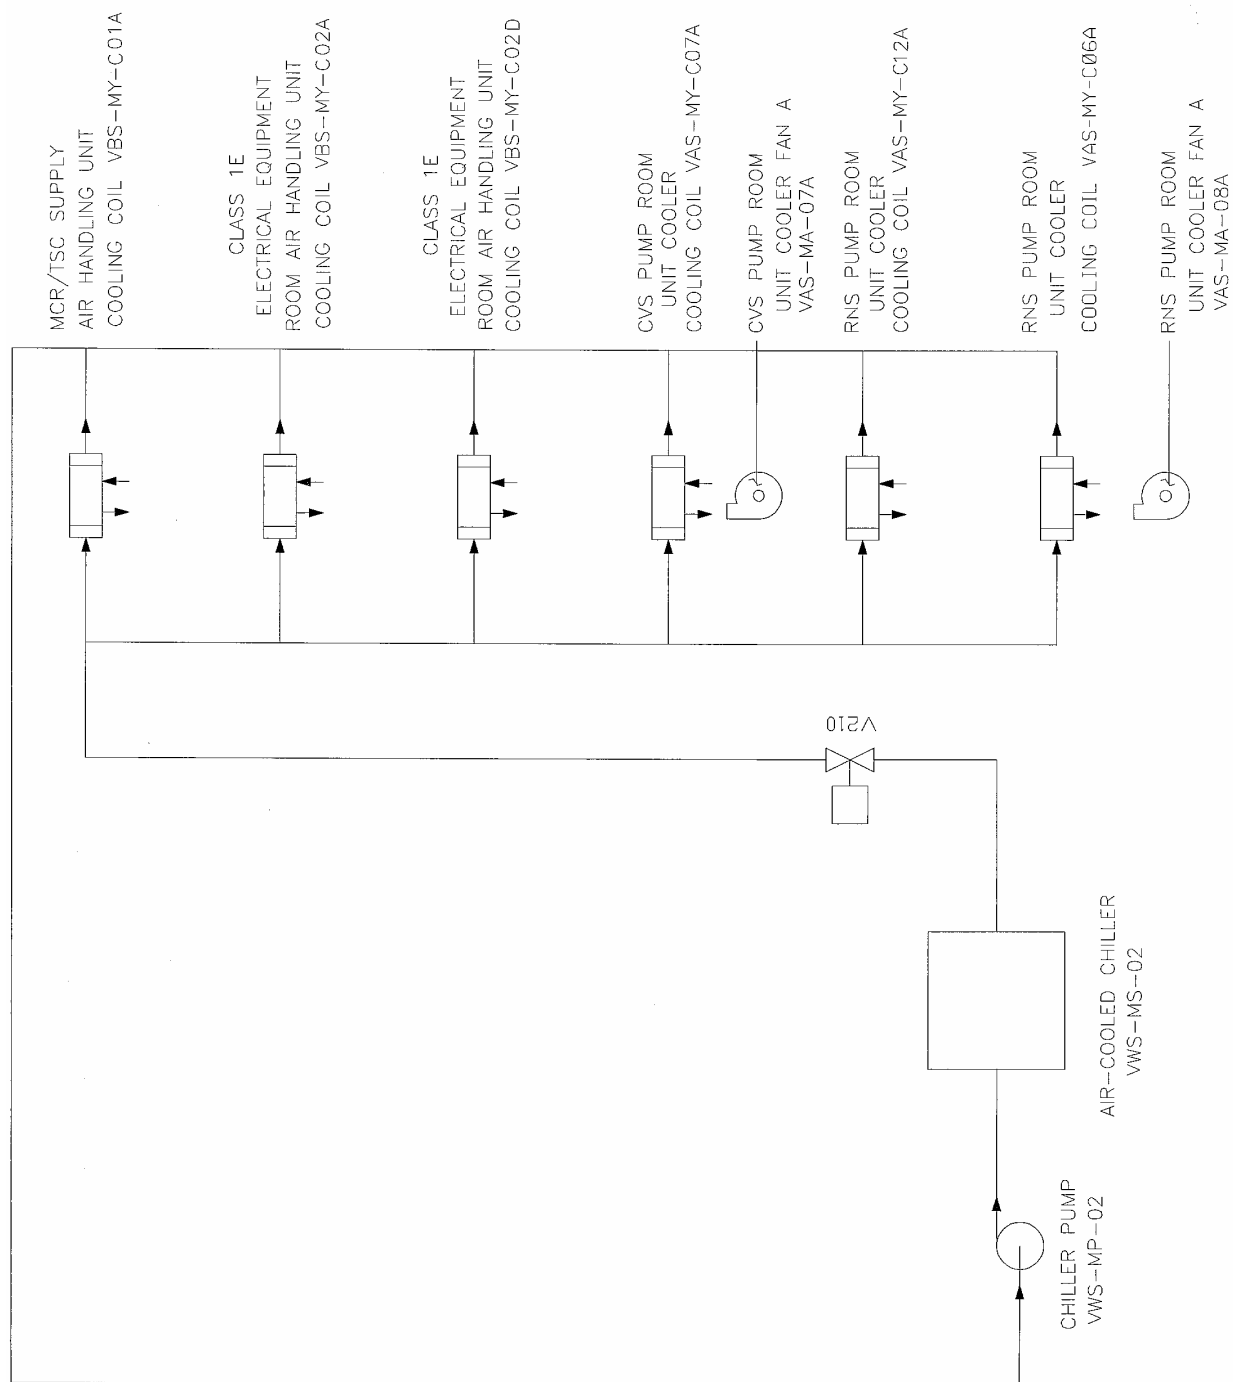 MCR/TSC SUPPLY
AIR HANDLING UNIT
COOLING COIL VBS-MY-C01A
CLASS 1E
ELECTRICAL EQUIPMENT
ROOM AIR HANDLING UNIT
COOLING COIL VBS-MY-C02A
CLASS 1E
ELECTRICAL EQUIPMENT
ROOM AIR HANDLING UNIT
COOLING COIL VBS-MY-C02D
CVS PUMP ROOM
UNIT COOLER
COOLING COIL VAS-MY-C07A
CVS PUMP ROOM
UNIT COOLER FAN A
VAS-MA-07A
RNS PUMP ROOM
UNIT COOLER
COOLING COIL VAS-MY-C12A
RNS PUMP ROOM
UNIT COOLER
COOLING COIL VAS-MY-C06A
RNS PUMP ROOM
UNIT COOLER FAN A
VAS-MA-08A
V210
AIR-COOLED CHILLER
VWS-MS-02
CHILLER PUMP
VWS-MP-02